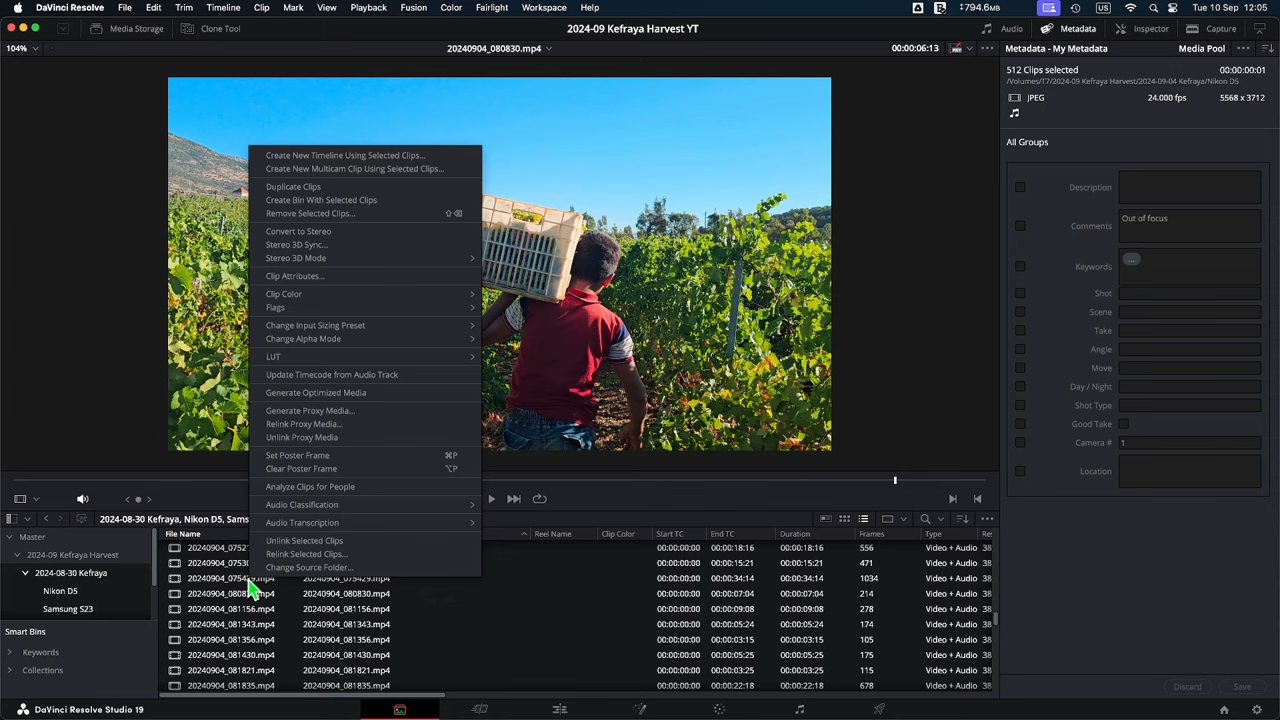 DaVinci Resolve File Edit Trim Timeline Clip Mark View Playback Fusion Color Fairlight Workspace Help 794.6MB US Tue 10 Sep 12:05
Media Storage Clone Tool 2024-09 Kefraya Harvest YT Audio Metadata Inspector Capture
104% 20240904_080830.mp4 00:00:06:13 Metadata - My Metadata Media Pool
512 Clips selected 00:00:00:01
/Volumes/T7/2024-09 Kefraya Harvest/2024-09-04 Kefraya/Nikon D5
JPEG 24.000 fps 5568 x 3712
All Groups
Description
Comments Out of focus
Keywords ...
Shot
Scene
Take
Angle
Move
Day / Night
Shot Type
Good Take
Camera # 1
Location
Discard Save
Create New Timeline Using Selected Clips...
Create New Multicam Clip Using Selected Clips...
Duplicate Clips
Create Bin With Selected Clips
Remove Selected Clips... ⇧⌫
Convert to Stereo
Stereo 3D Sync...
Stereo 3D Mode
Clip Attributes...
Clip Color
Flags
Change Input Sizing Preset
Change Alpha Mode
LUT
Update Timecode from Audio Track
Generate Optimized Media
Generate Proxy Media...
Relink Proxy Media...
Unlink Proxy Media
Set Poster Frame ⌘P
Clear Poster Frame ⌥P
Analyze Clips for People
Audio Classification
Audio Transcription
Unlink Selected Clips
Relink Selected Clips...
Change Source Folder...
2024-08-30 Kefraya, Nikon D5, Sams
Master
2024-09 Kefraya Harvest
2024-08-30 Kefraya
Nikon D5
Samsung S23
Smart Bins
Keywords
Collections
File Name Reel Name Clip Color Start TC End TC Duration Frames Type Res
20240904_0752 00:00:00:00 00:00:18:16 00:00:18:16 556 Video + Audio 38
20240904_07530 00:00:00:00 00:00:15:21 00:00:15:21 471 Video + Audio 38
20240904_075429.mp4 20240904_075429.mp4 00:00:00:00 00:00:34:14 00:00:34:14 1034 Video + Audio 38
20240904_080830.mp4 20240904_080830.mp4 00:00:00:00 00:00:07:04 00:00:07:04 214 Video + Audio 38
20240904_081156.mp4 20240904_081156.mp4 00:00:00:00 00:00:09:08 00:00:09:08 278 Video + Audio 38
20240904_081343.mp4 20240904_081343.mp4 00:00:00:00 00:00:05:24 00:00:05:24 174 Video + Audio 38
20240904_081356.mp4 20240904_081356.mp4 00:00:00:00 00:00:03:15 00:00:03:15 105 Video + Audio 38
20240904_081430.mp4 20240904_081430.mp4 00:00:00:00 00:00:05:25 00:00:05:25 175 Video + Audio 38
20240904_081821.mp4 20240904_081821.mp4 00:00:00:00 00:00:03:25 00:00:03:25 115 Video + Audio 38
20240904_081835.mp4 20240904_081835.mp4 00:00:00:00 00:00:22:18 00:00:22:18 678 Video + Audio 38
DaVinci Resolve Studio 19